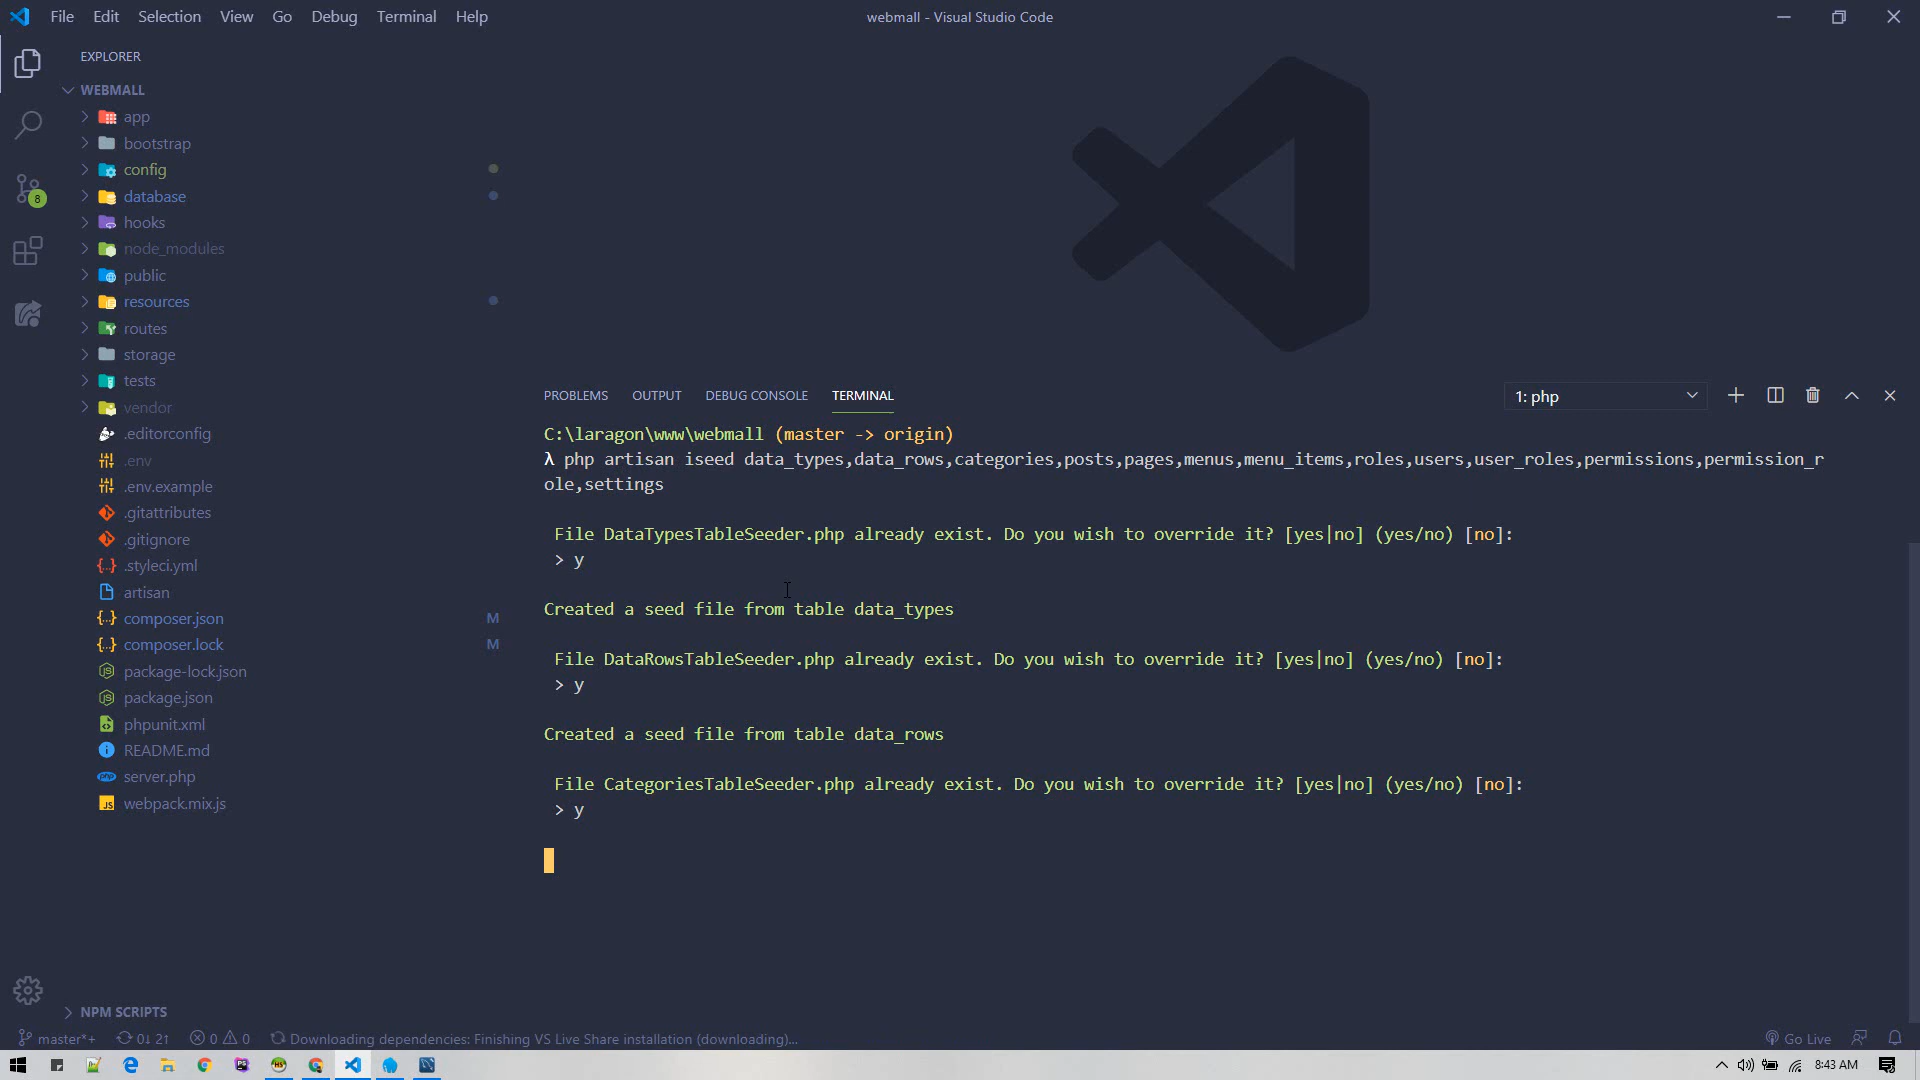 File Edit Selection View Go Debug Terminal Help
webmall - Visual Studio Code
EXPLORER
WEBMALL
app
bootstrap
config
database
hooks
node_modules
public
resources
routes
storage
tests
vendor
.editorconfig
.env
.env.example
.gitattributes
.gitignore
.styleci.yml
artisan
composer.json M
composer.lock M
package-lock.json
package.json
phpunit.xml
README.md
server.php
webpack.mix.js
NPM SCRIPTS
8
PROBLEMS OUTPUT DEBUG CONSOLE TERMINAL
1: php
C:\laragon\www\webmall (master -> origin)
λ php artisan iseed data_types,data_rows,categories,posts,pages,menus,menu_items,roles,users,user_roles,permissions,permission_r
ole,settings
File DataTypesTableSeeder.php already exist. Do you wish to override it? [yes|no] (yes/no) [no]:
> y
Created a seed file from table data_types
File DataRowsTableSeeder.php already exist. Do you wish to override it? [yes|no] (yes/no) [no]:
> y
Created a seed file from table data_rows
File CategoriesTableSeeder.php already exist. Do you wish to override it? [yes|no] (yes/no) [no]:
> y
master*+ 0↓ 2↑ 0 0 Downloading dependencies: Finishing VS Live Share installation (downloading)...
Go Live
8:43 AM